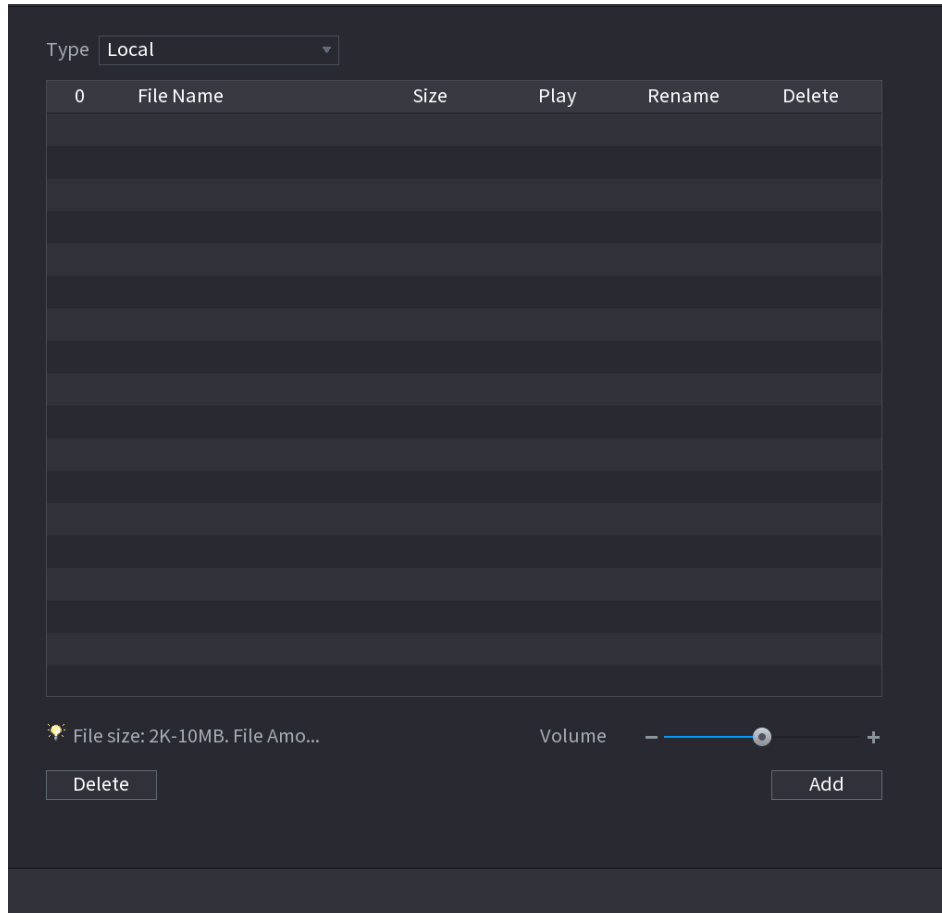 Type Local
0 File Name Size Play Rename Delete
File size: 2K-10MB. File Amo... Volume
Delete Add